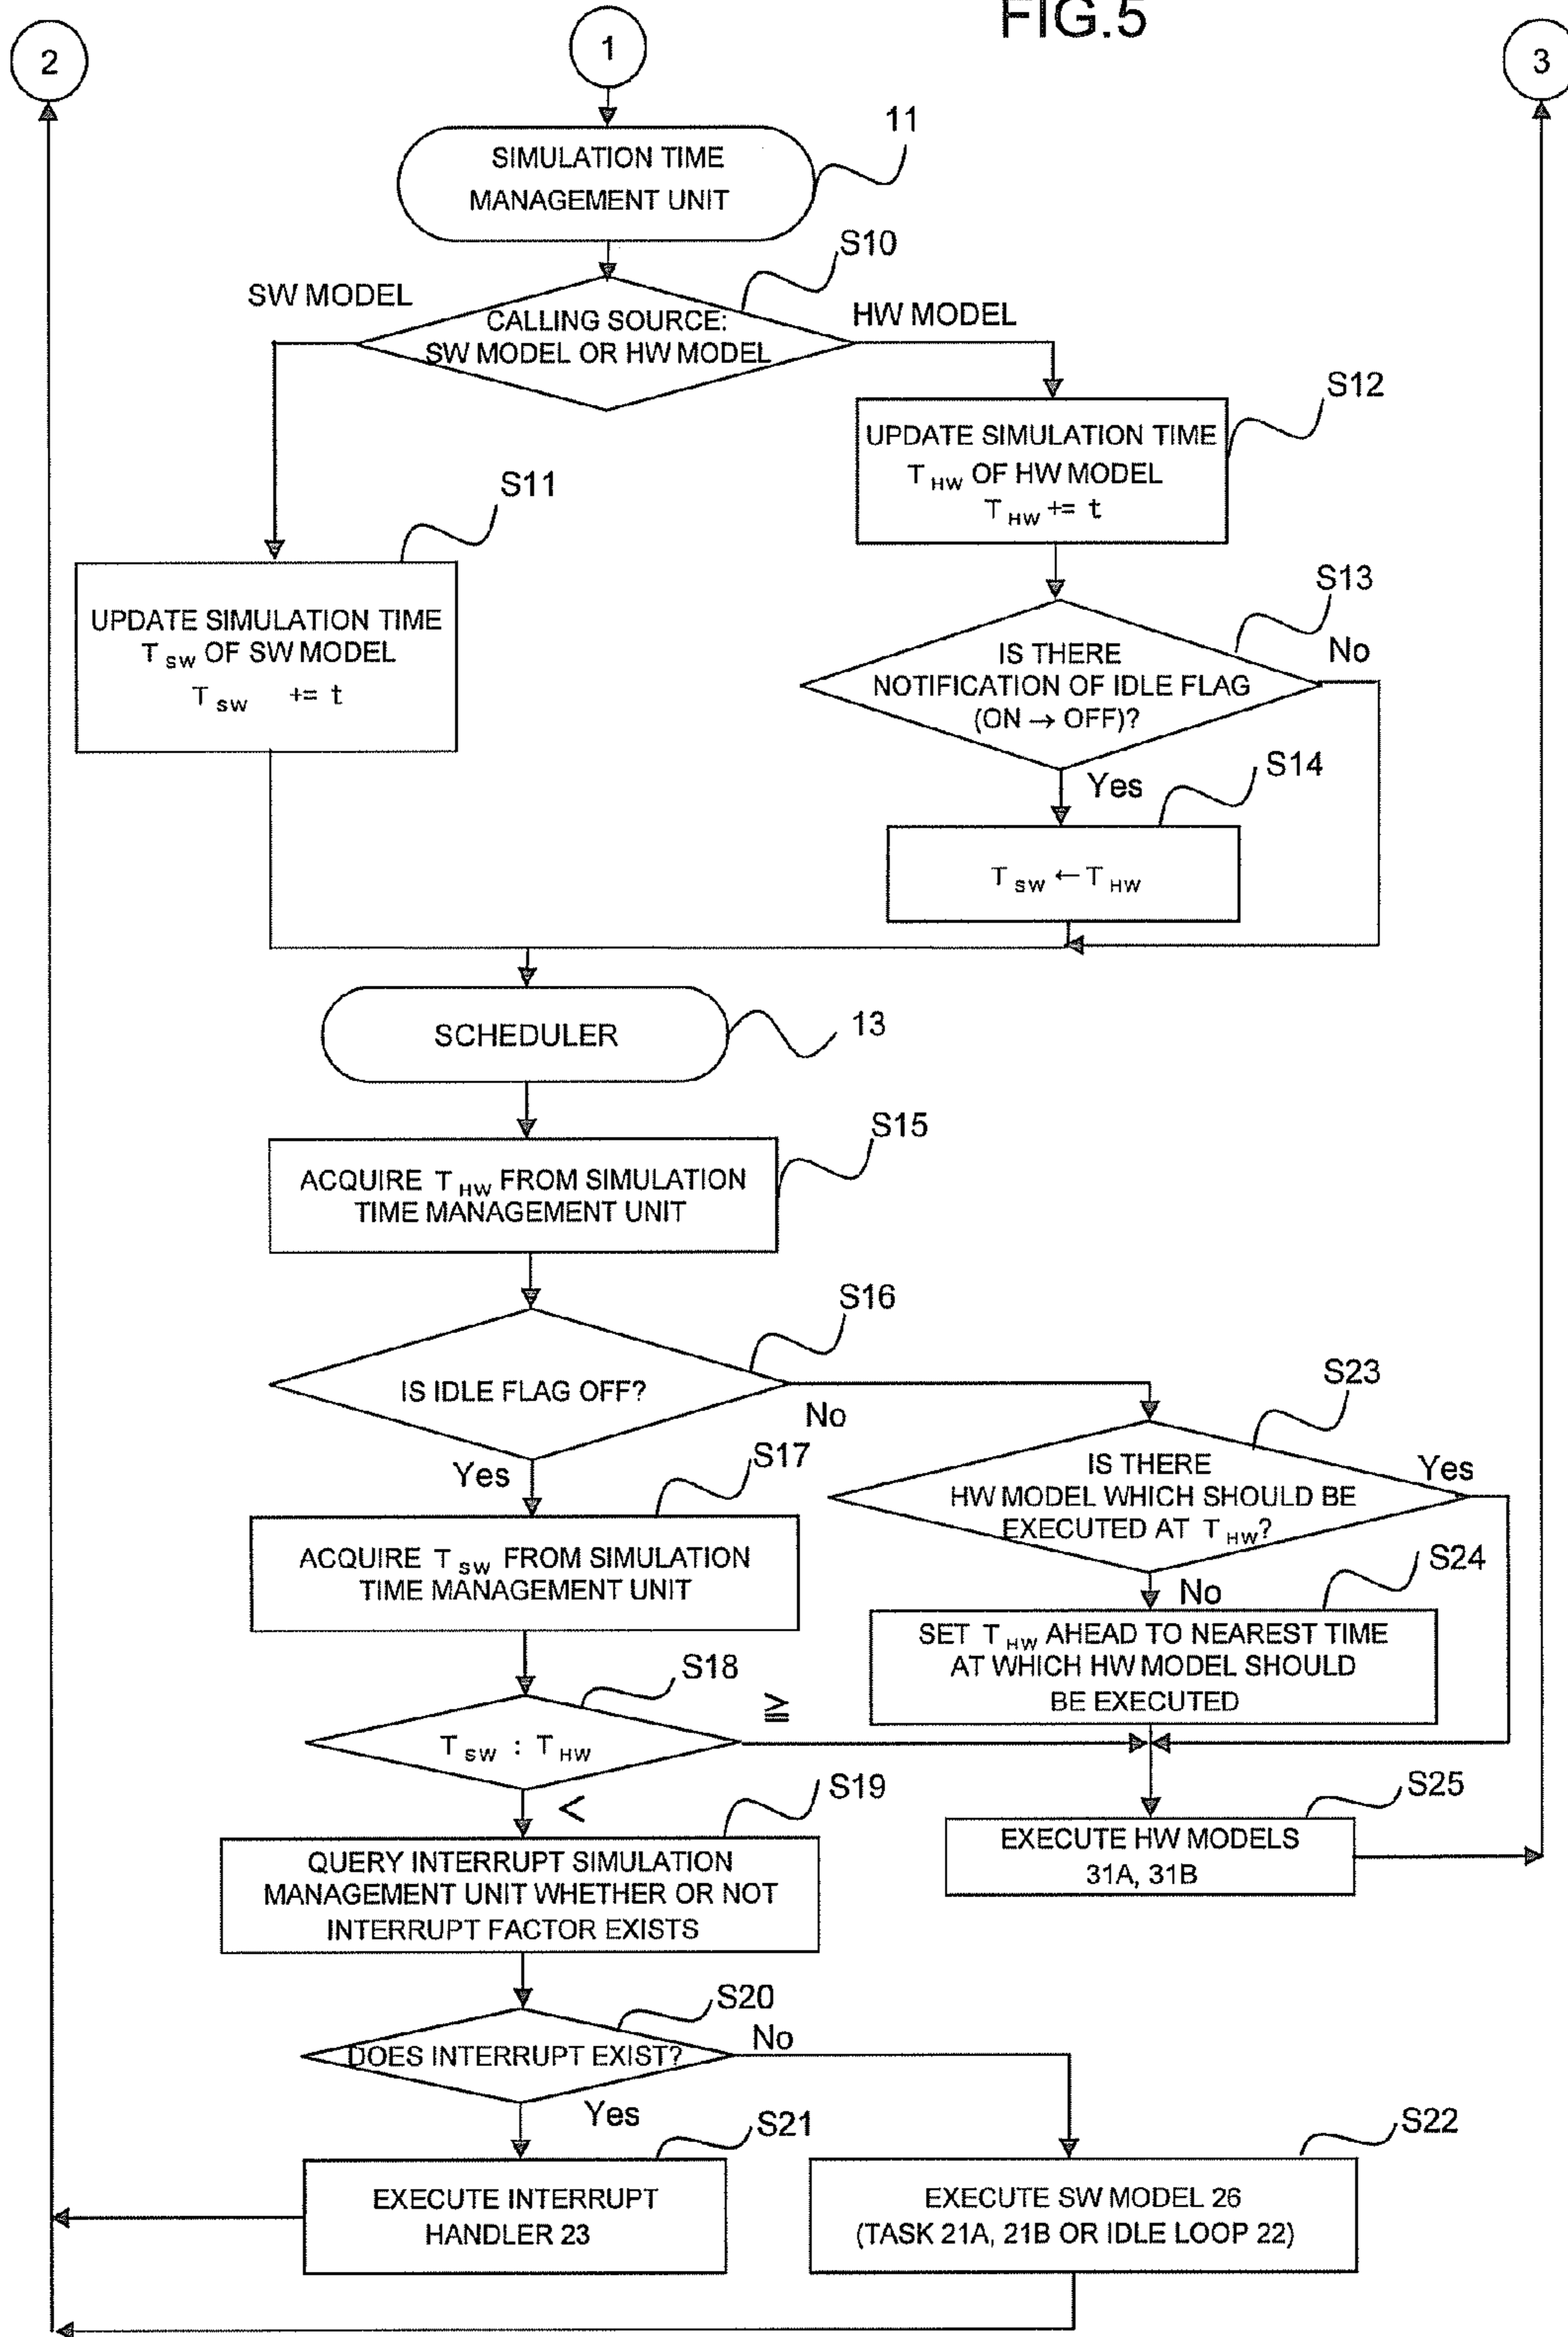 FIG.5
2
1
3
11
SIMULATION TIME
MANAGEMENT UNIT
S10
SW MODEL
CALLING SOURCE:
SW MODEL OR HW MODEL
HW MODEL
S12
UPDATE SIMULATION TIME
T HW OF HW MODEL
T HW += t
S11
UPDATE SIMULATION TIME
T SW OF SW MODEL
T SW += t
S13
IS THERE
NOTIFICATION OF IDLE FLAG
(ON → OFF)?
No
Yes
S14
T SW ← T HW
SCHEDULER
13
S15
ACQUIRE T HW FROM SIMULATION
TIME MANAGEMENT UNIT
S16
IS IDLE FLAG OFF?
No
Yes
S23
IS THERE
HW MODEL WHICH SHOULD BE
EXECUTED AT T HW?
Yes
No
S17
ACQUIRE T SW FROM SIMULATION
TIME MANAGEMENT UNIT
S24
SET T HW AHEAD TO NEAREST TIME
AT WHICH HW MODEL SHOULD
BE EXECUTED
S18
T SW : T HW
≧
<
S19
QUERY INTERRUPT SIMULATION
MANAGEMENT UNIT WHETHER OR NOT
INTERRUPT FACTOR EXISTS
S25
EXECUTE HW MODELS
31A, 31B
S20
DOES INTERRUPT EXIST?
No
Yes
S21
EXECUTE INTERRUPT
HANDLER 23
S22
EXECUTE SW MODEL 26
(TASK 21A, 21B OR IDLE LOOP 22)